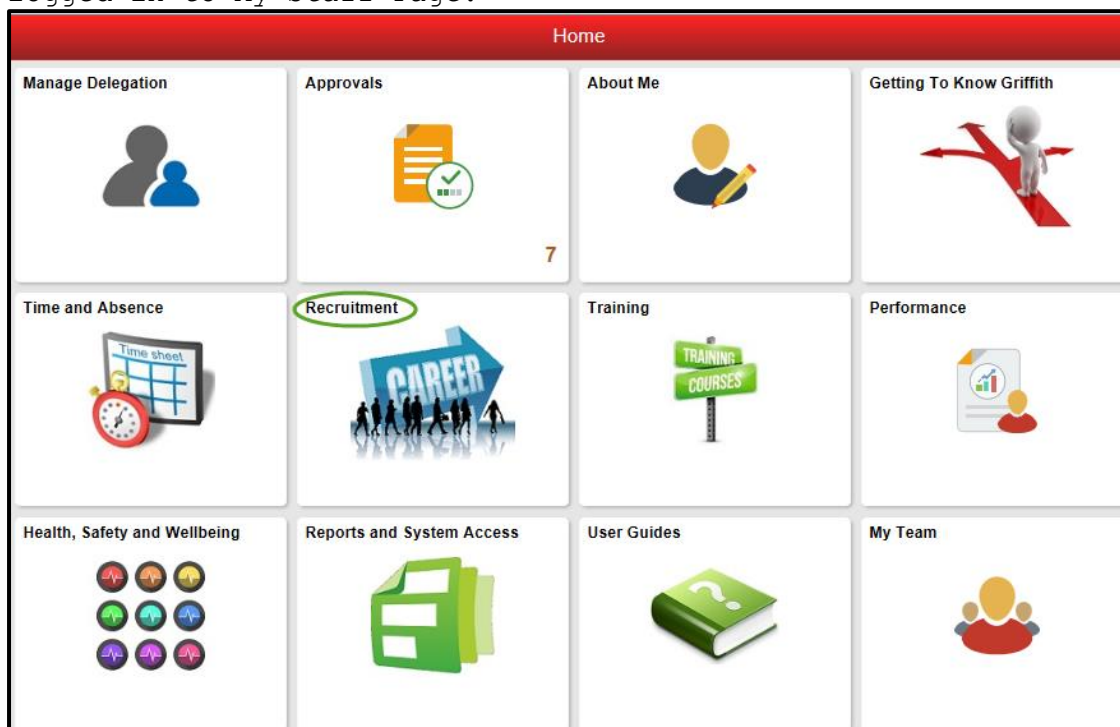 Home
Manage Delegation
Approvals
About Me
Getting To Know Griffith
7
Time and Absence
Recruitment
Training
Performance
Time sheet
CAREER
TRAINING
COURSES
Health, Safety and Wellbeing
Reports and System Access
User Guides
My Team
?